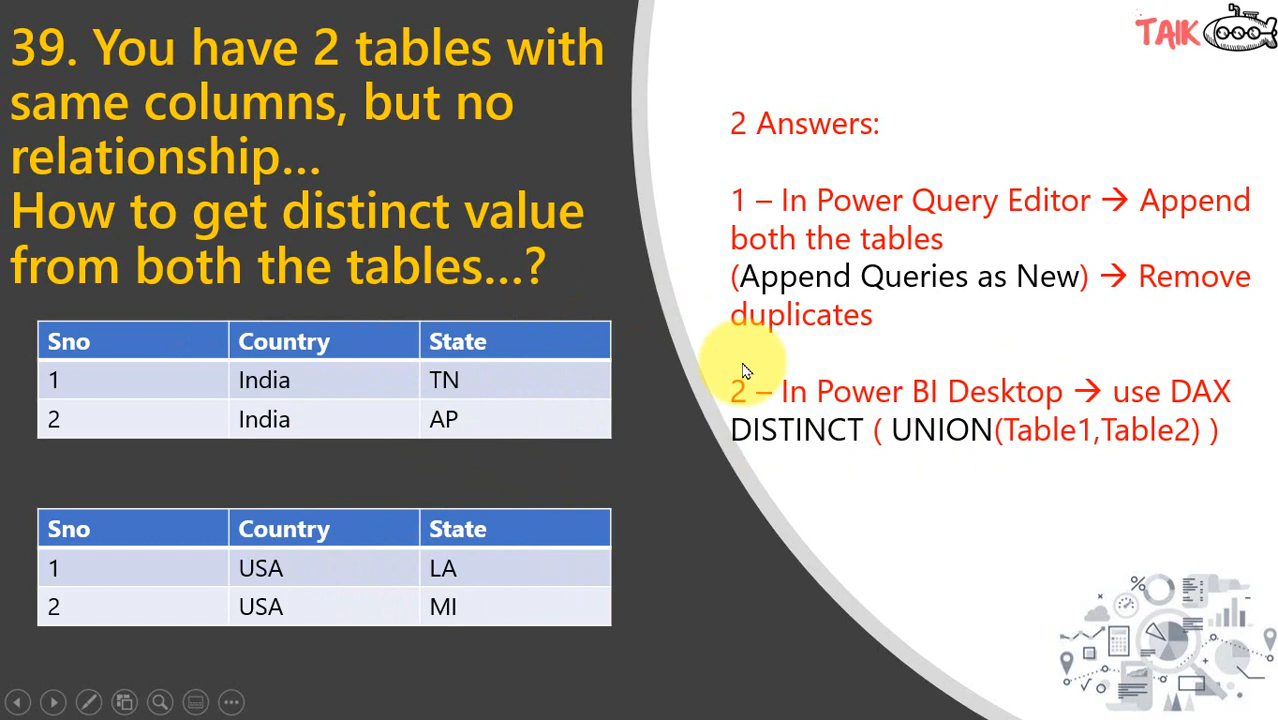 39. You have 2 tables with
same columns, but no
relationship...
How to get distinct value
from both the tables...?
Sno Country State
1 India TN
2 India AP
Sno Country State
1 USA LA
2 USA MI
TAIK
2 Answers:
1 – In Power Query Editor → Append
both the tables
(Append Queries as New) → Remove
duplicates
2 – In Power BI Desktop → use DAX
DISTINCT ( UNION(Table1,Table2) )